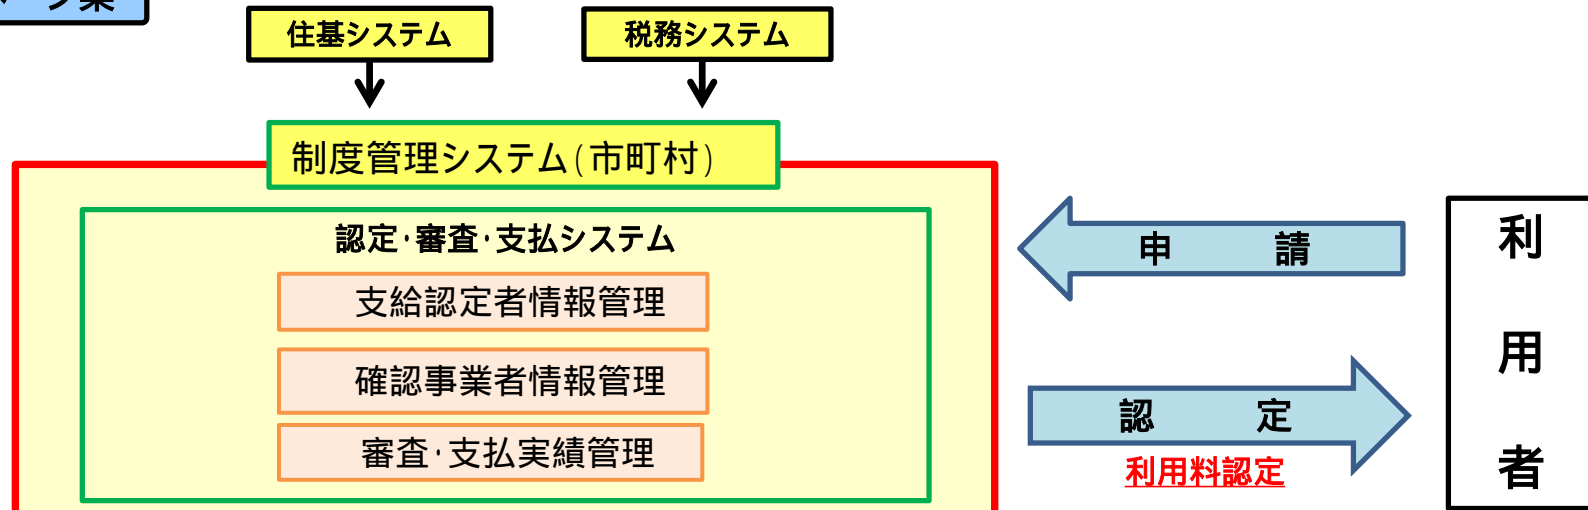 住基システム
税務システム
制度管理システム(市町村)
認定・審査・支払システム
支給認定者情報管理
確認事業者情報管理
審査・支払実績管理
申　請
認　定
利用料認定
利用者